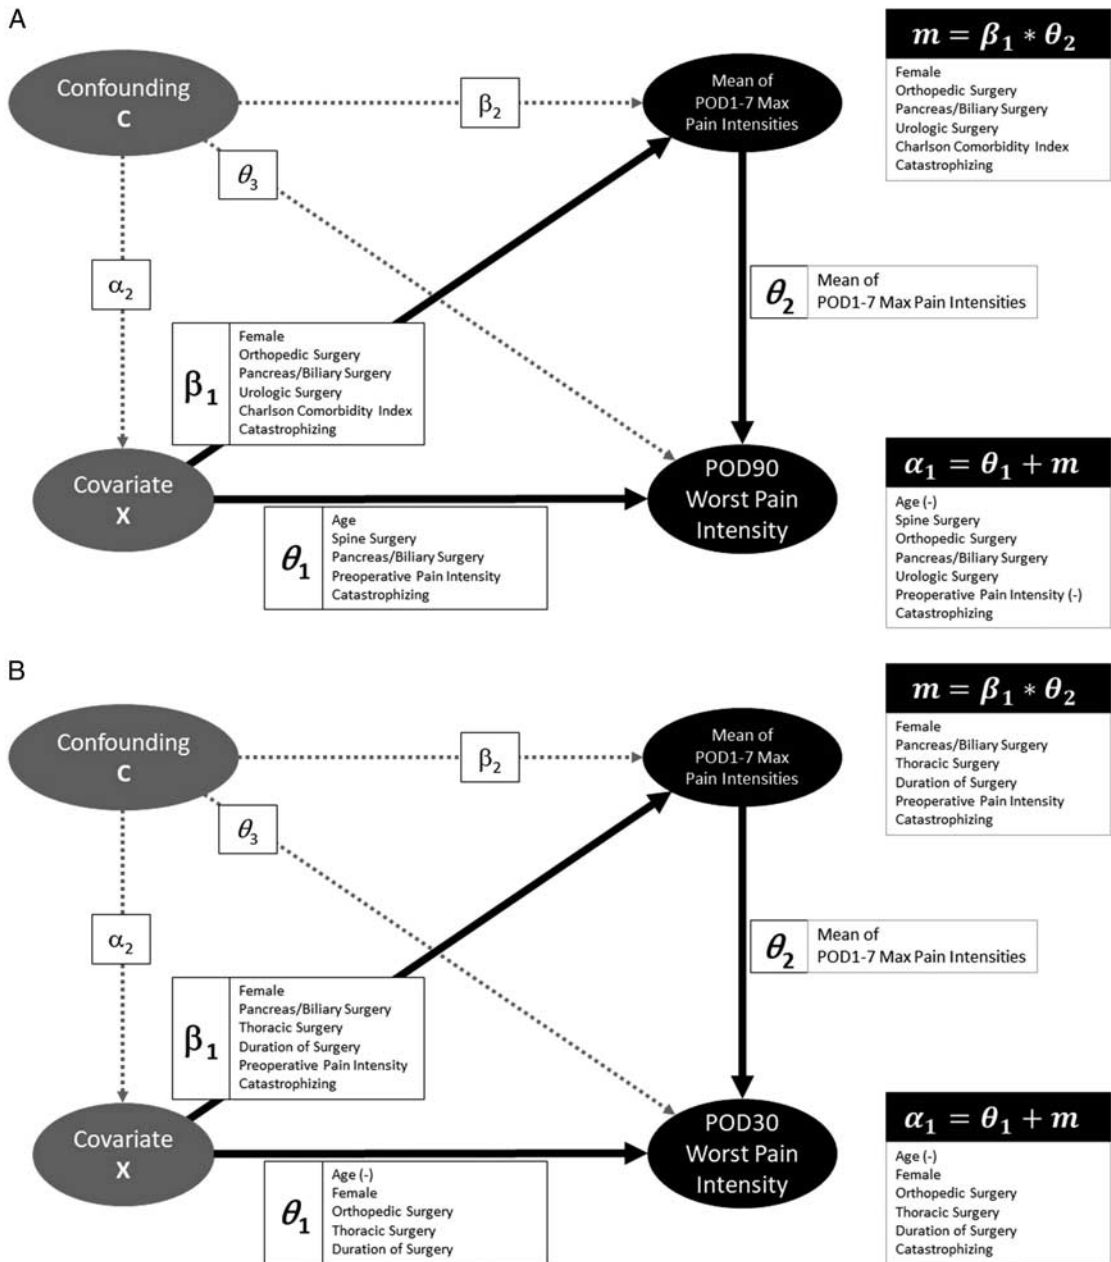 A
Confounding
C
β2
Mean of
POD1-7 Max
Pain Intensities
m = β1 * θ2
Female
Orthopedic Surgery
Pancreas/Biliary Surgery
Urologic Surgery
Charlson Comorbidity Index
Catastrophizing
θ3
α2
θ2
Mean of
POD1-7 Max Pain Intensities
β1
Female
Orthopedic Surgery
Pancreas/Biliary Surgery
Urologic Surgery
Charlson Comorbidity Index
Catastrophizing
Covariate
X
POD90
Worst Pain
Intensity
α1 = θ1 + m
Age (-)
Spine Surgery
Orthopedic Surgery
Pancreas/Biliary Surgery
Urologic Surgery
Preoperative Pain Intensity (-)
Catastrophizing
θ1
Age
Spine Surgery
Pancreas/Biliary Surgery
Preoperative Pain Intensity
Catastrophizing
B
Confounding
C
β2
Mean of
POD1-7 Max
Pain Intensities
m = β1 * θ2
Female
Pancreas/Biliary Surgery
Thoracic Surgery
Duration of Surgery
Preoperative Pain Intensity
Catastrophizing
θ3
α2
θ2
Mean of
POD1-7 Max Pain Intensities
β1
Female
Pancreas/Biliary Surgery
Thoracic Surgery
Duration of Surgery
Preoperative Pain Intensity
Catastrophizing
Covariate
X
POD30
Worst Pain
Intensity
α1 = θ1 + m
Age (-)
Female
Orthopedic Surgery
Thoracic Surgery
Duration of Surgery
Catastrophizing
θ1
Age (-)
Female
Orthopedic Surgery
Thoracic Surgery
Duration of Surgery